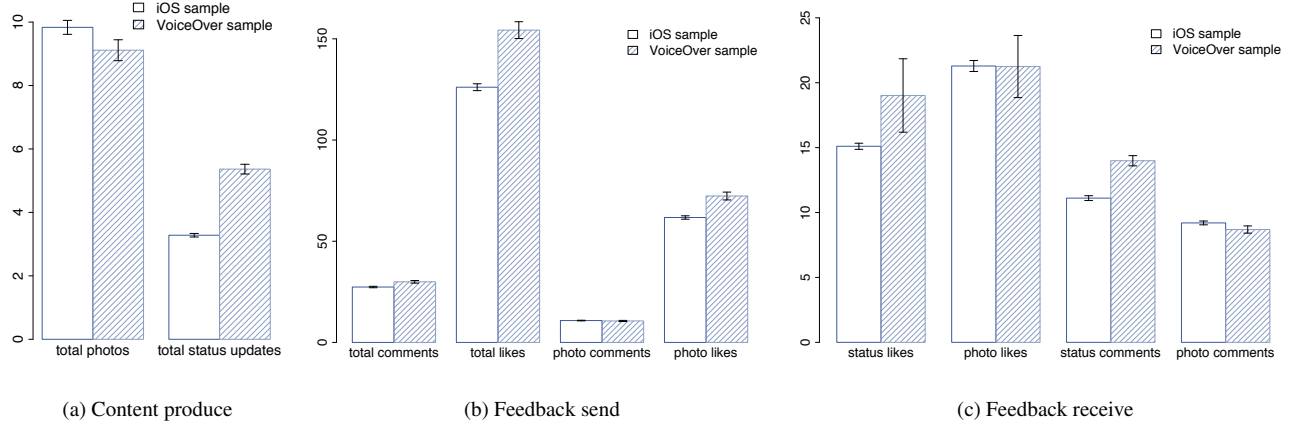 iOS sample
VoiceOver sample
10
8
6
4
2
0
total photos
total status updates
(a) Content produce
iOS sample
VoiceOver sample
150
100
50
0
total comments
total likes
photo comments
photo likes
(b) Feedback send
iOS sample
VoiceOver sample
25
20
15
10
5
0
status likes
photo likes
status comments
photo comments
(c) Feedback receive